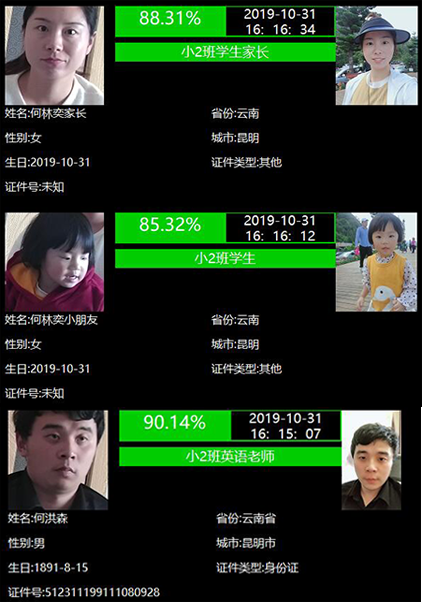 88.31%
2019-10-31
16: 16: 34
小2班学生家长
姓名:何林奕家长
省份:云南
性别:女
城市:昆明
生日:2019-10-31
证件类型:其他
证件号:未知
85.32%
2019-10-31
16: 16: 12
小2班学生
姓名:何林奕小朋友
省份:云南
性别:女
城市:昆明
生日:2019-10-31
证件类型:其他
证件号:未知
90.14%
2019-10-31
16: 15: 07
小2班英语老师
姓名:何洪森
省份:云南省
性别:男
城市:昆明市
生日:1891-8-15
证件类型:身份证
证件号:512311199111080928